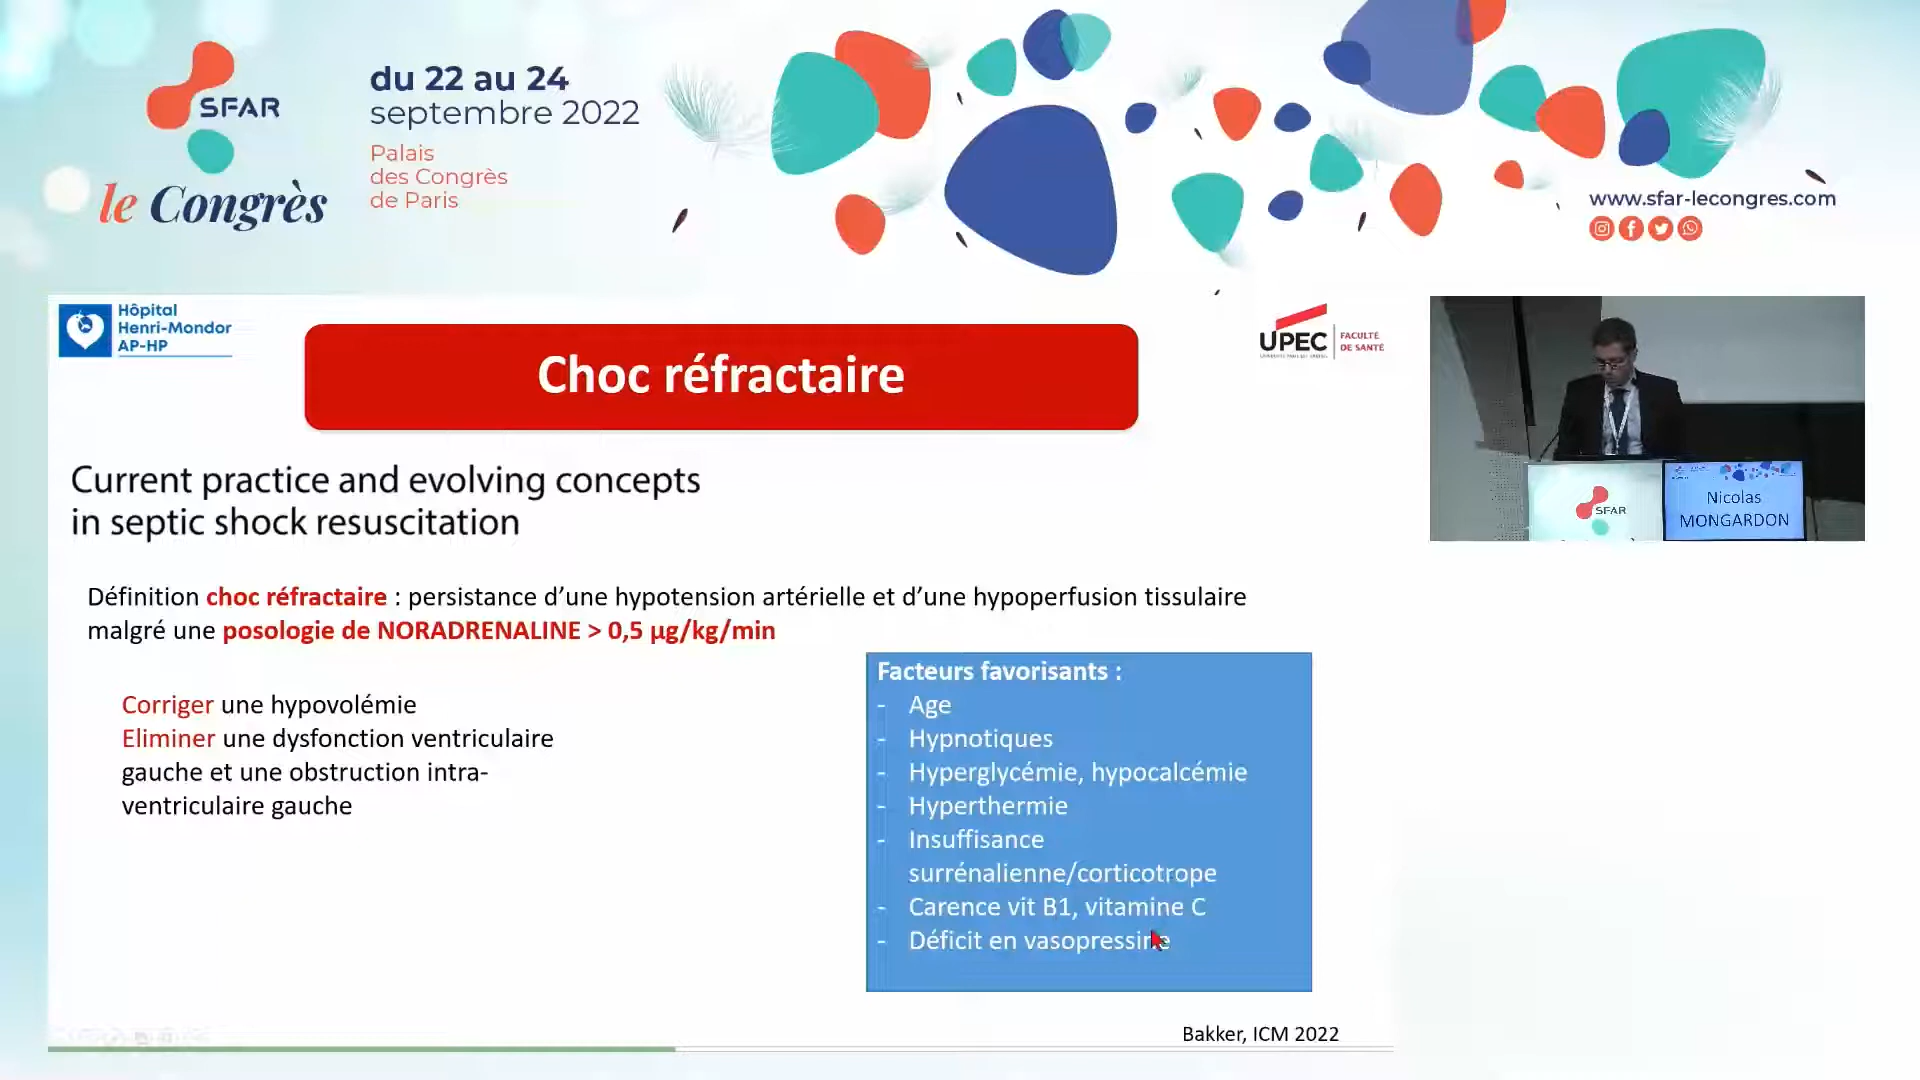 SFAR
le Congrès
du 22 au 24
septembre 2022
Palais
des Congrès
de Paris
www.sfar-lecongres.com
Hôpital
Henri-Mondor
AP-HP
Choc réfractaire
UPEC
FACULTÉ
DE SANTÉ
Current practice and evolving concepts
in septic shock resuscitation
Définition choc réfractaire : persistance d’une hypotension artérielle et d’une hypoperfusion tissulaire
malgré une posologie de NORADRENALINE > 0,5 µg/kg/min
Corriger une hypovolémie
Eliminer une dysfonction ventriculaire
gauche et une obstruction intra-
ventriculaire gauche
Facteurs favorisants :
- Age
- Hypnotiques
- Hyperglycémie, hypocalcémie
- Hyperthermie
- Insuffisance
surrénalienne/corticotrope
- Carence vit B1, vitamine C
- Déficit en vasopressine
Bakker, ICM 2022
SFAR
Nicolas
MONGARDON